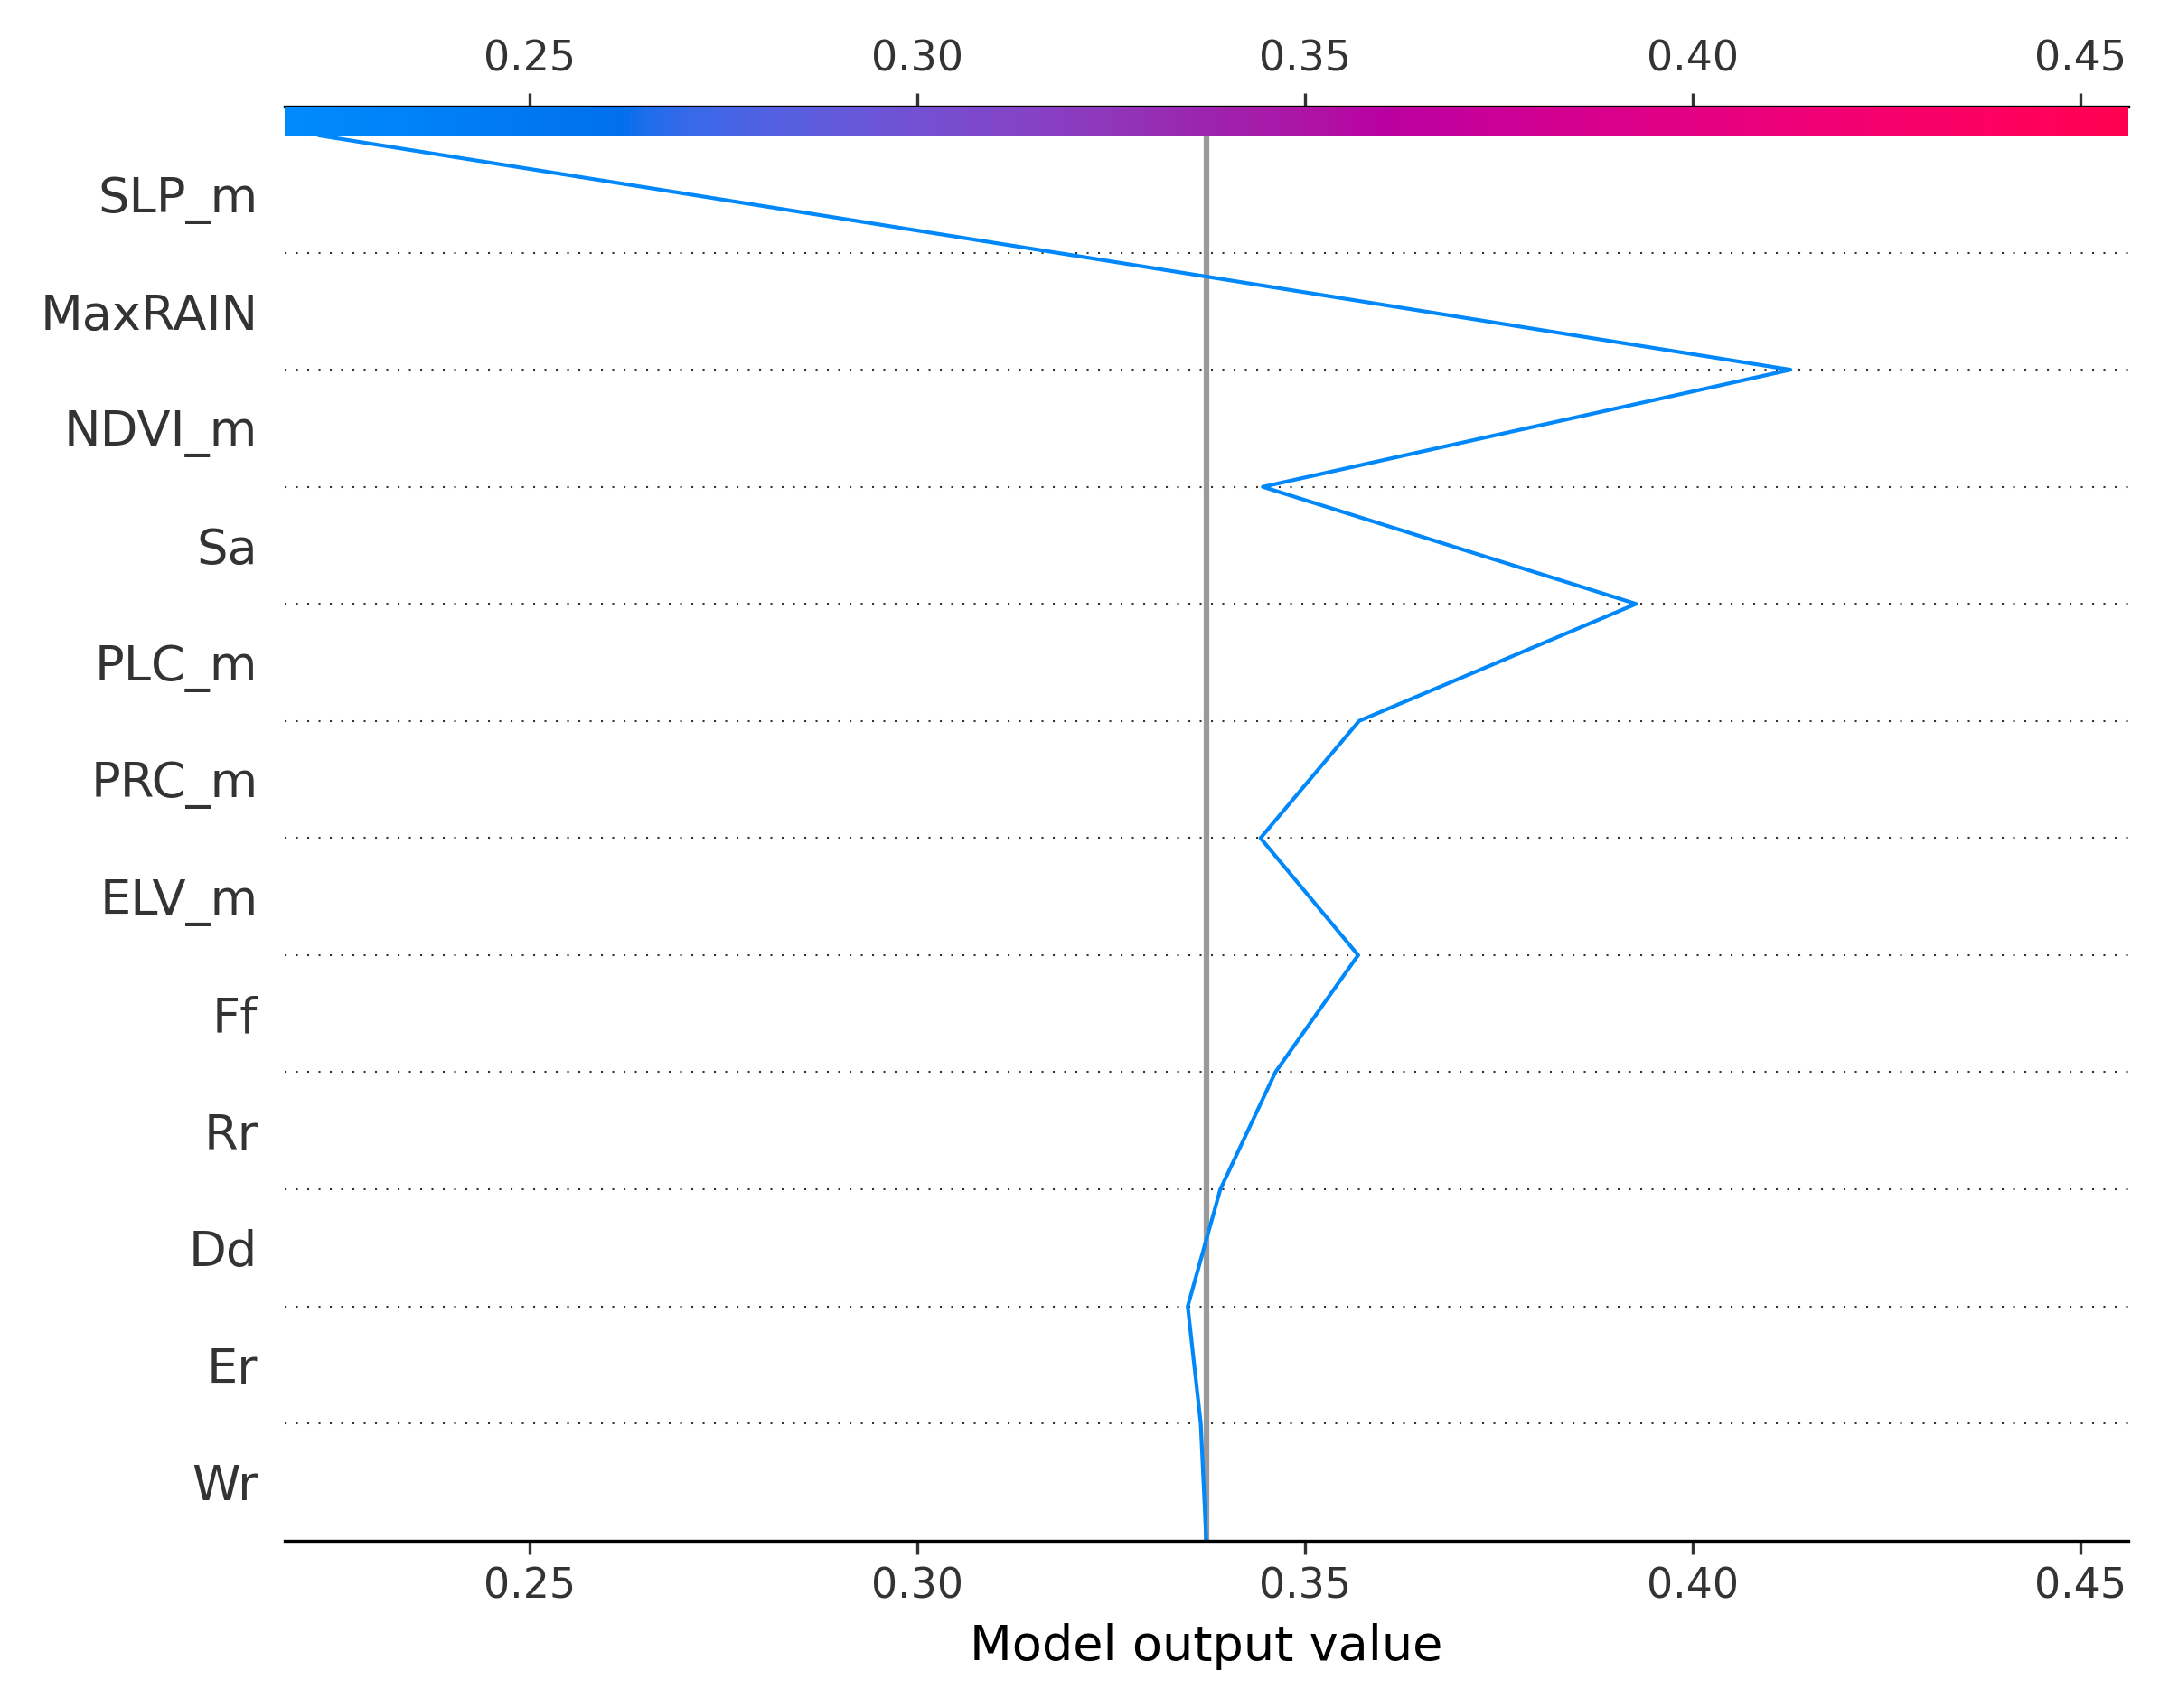 0.25 0.30 0.35 0.40 0.45
SLP_m
MaxRAIN
NDVI_m
Sa
PLC_m
PRC_m
ELV_m
Ff
Rr
Dd
Er
Wr
0.25 0.30 0.35 0.40 0.45
Model output value